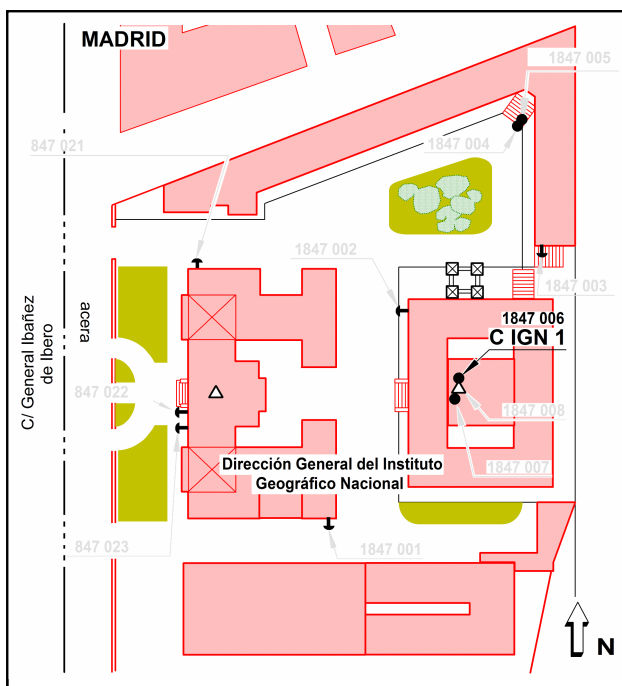 MADRID
1847 005
847 021
1847 004
1847 002
1847 003
C/ General Ibañez
de Ibero
acera
1847 006
C IGN 1
847 022
1847 008
Dirección General del Instituto
Geográfico Nacional
1847 007
847 023
1847 001
N